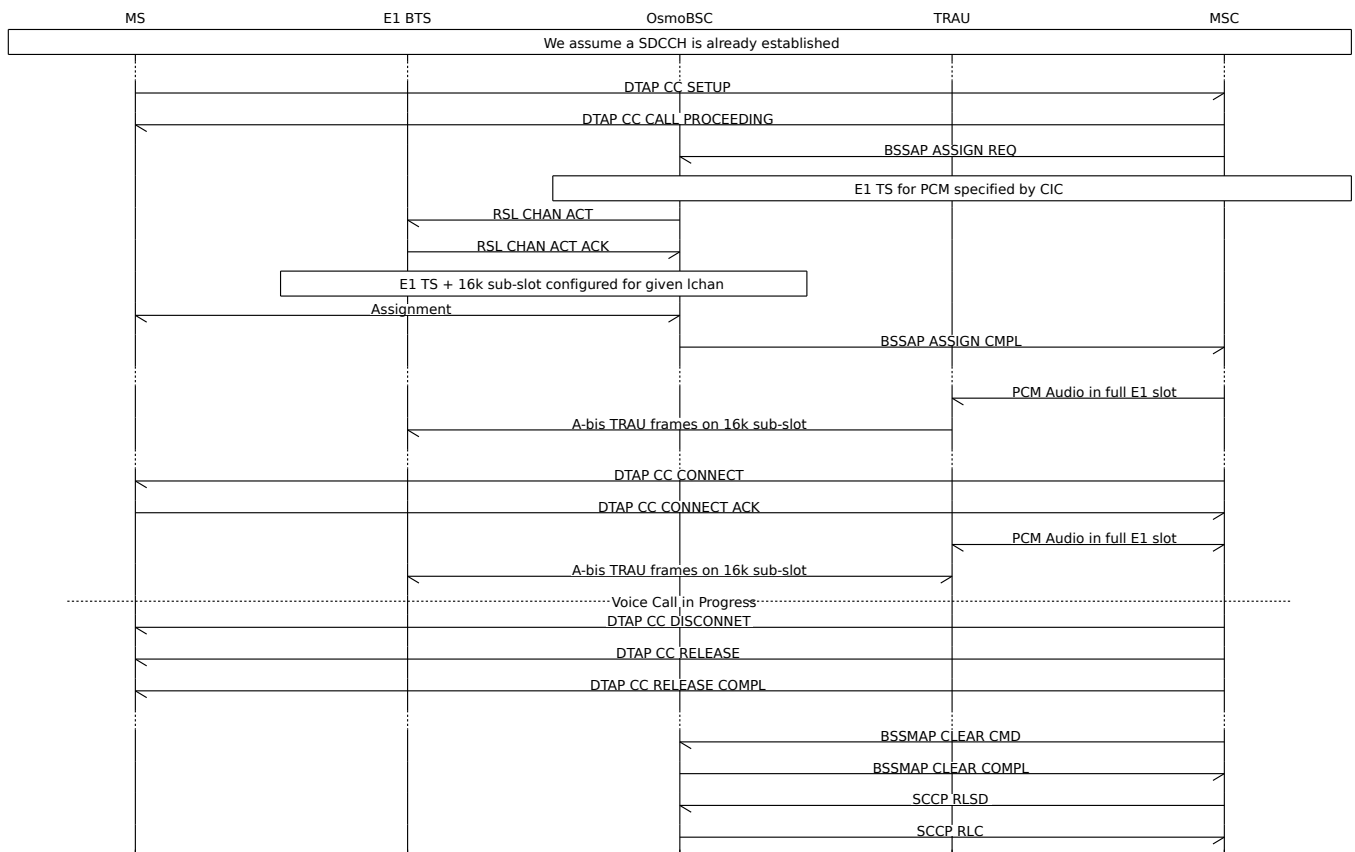 MS E1 BTS OsmoBSC TRAU MSC
We assume a SDCCH is already established
DTAP CC SETUP
DTAP CC CALL PROCEEDING
BSSAP ASSIGN REQ
E1 TS for PCM specified by CIC
RSL CHAN ACT
RSL CHAN ACT ACK
E1 TS + 16k sub-slot configured for given lchan
Assignment
BSSAP ASSIGN CMPL
PCM Audio in full E1 slot
A-bis TRAU frames on 16k sub-slot
DTAP CC CONNECT
DTAP CC CONNECT ACK
PCM Audio in full E1 slot
A-bis TRAU frames on 16k sub-slot
Voice Call in Progress
DTAP CC DISCONNET
DTAP CC RELEASE
DTAP CC RELEASE COMPL
BSSMAP CLEAR CMD
BSSMAP CLEAR COMPL
SCCP RLSD
SCCP RLC